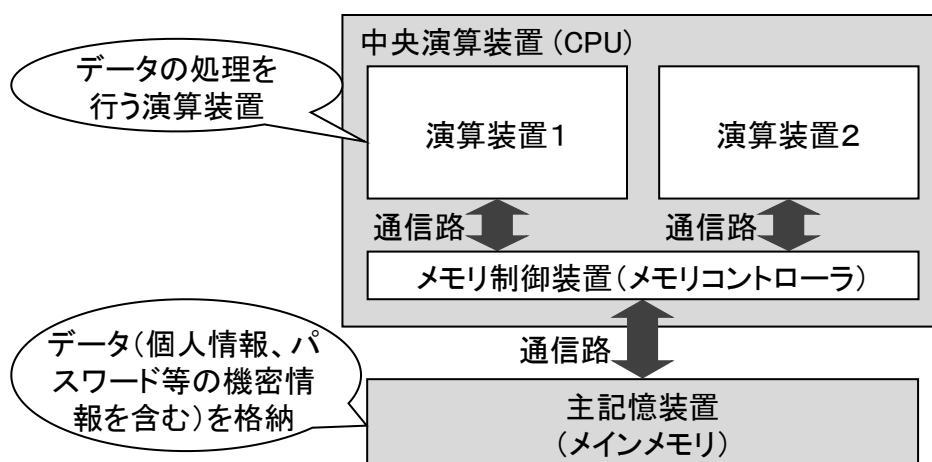 中央演算装置(CPU)
データの処理を
行う演算装置
演算装置1
演算装置2
通信路
通信路
メモリ制御装置(メモリコントローラ)
通信路
データ(個人情報、パ
スワード等の機密情
報を含む)を格納
主記憶装置
(メインメモリ)